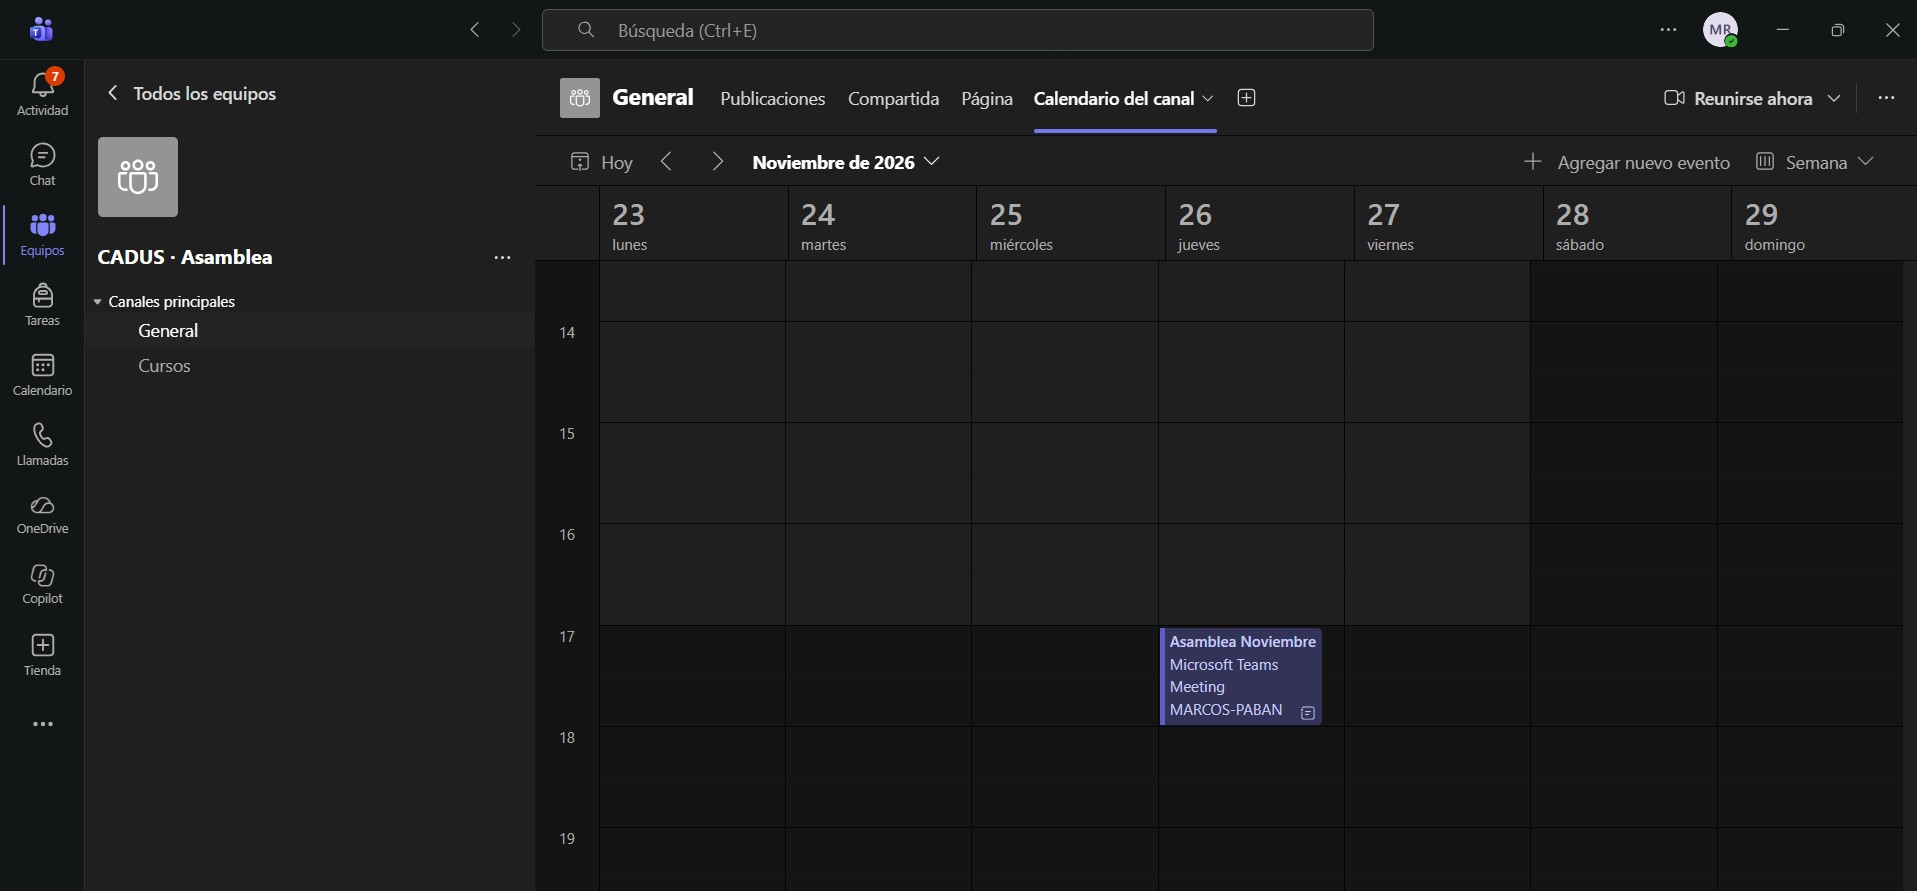 Búsqueda (Ctrl+E)
MR
7
Actividad
Chat
Equipos
Tareas
Calendario
Llamadas
OneDrive
Copilot
Tienda
Todos los equipos
CADUS · Asamblea
Canales principales
General
Cursos
General
Publicaciones
Compartida
Página
Calendario del canal
Reunirse ahora
Hoy
Noviembre de 2026
Agregar nuevo evento
Semana
23
lunes
24
martes
25
miércoles
26
jueves
27
viernes
28
sábado
29
domingo
14
15
16
17
18
19
Asamblea Noviembre
Microsoft Teams
Meeting
MARCOS-PABAN